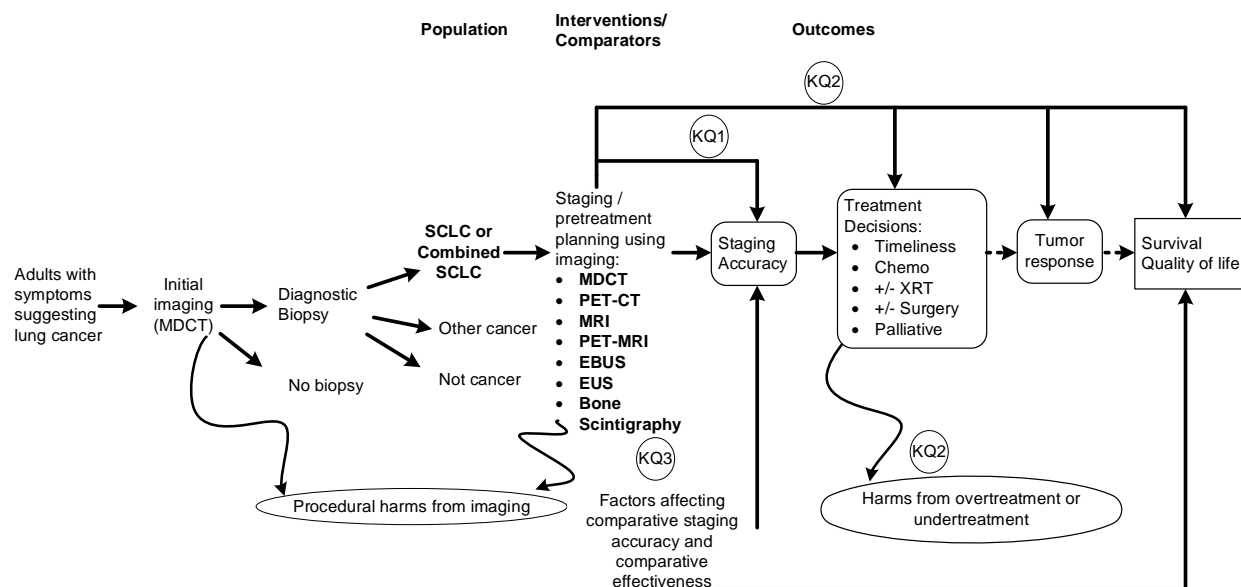 Population
Interventions/
Comparators
Outcomes
KQ2
KQ1
Adults with
symptoms
suggesting
lung cancer
Initial
imaging
(MDCT)
No biopsy
Diagnostic
Biopsy
SCLC or
Combined
SCLC
Other cancer
Not cancer
Staging /
pretreatment
planning using
imaging:
• MDCT
• PET-CT
• MRI
• PET-MRI
• EBUS
• EUS
• Bone
Scintigraphy
Staging
Accuracy
Treatment
Decisions:
• Timeliness
• Chemo
• +/- XRT
• +/- Surgery
• Palliative
Tumor
response
Survival
Quality of life
Procedural harms from imaging
KQ3
Factors affecting
comparative staging
accuracy and
comparative
effectiveness
KQ2
Harms from overtreatment or
undertreatment